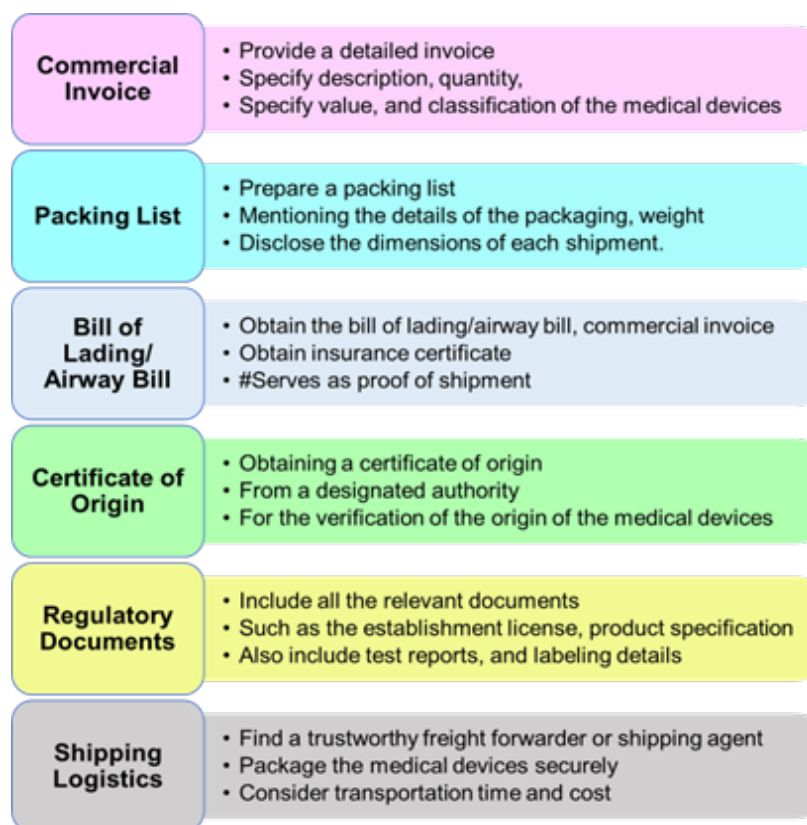 Commercial
Invoice
• Provide a detailed invoice
• Specify description, quantity,
• Specify value, and classification of the medical devices
Packing List
• Prepare a packing list
• Mentioning the details of the packaging, weight
• Disclose the dimensions of each shipment.
Bill of
Lading/
Airway Bill
• Obtain the bill of lading/airway bill, commercial invoice
• Obtain insurance certificate
• #Serves as proof of shipment
Certificate of
Origin
• Obtaining a certificate of origin
• From a designated authority
• For the verification of the origin of the medical devices
Regulatory
Documents
• Include all the relevant documents
• Such as the establishment license, product specification
• Also include test reports, and labeling details
Shipping
Logistics
• Find a trustworthy freight forwarder or shipping agent
• Package the medical devices securely
• Consider transportation time and cost